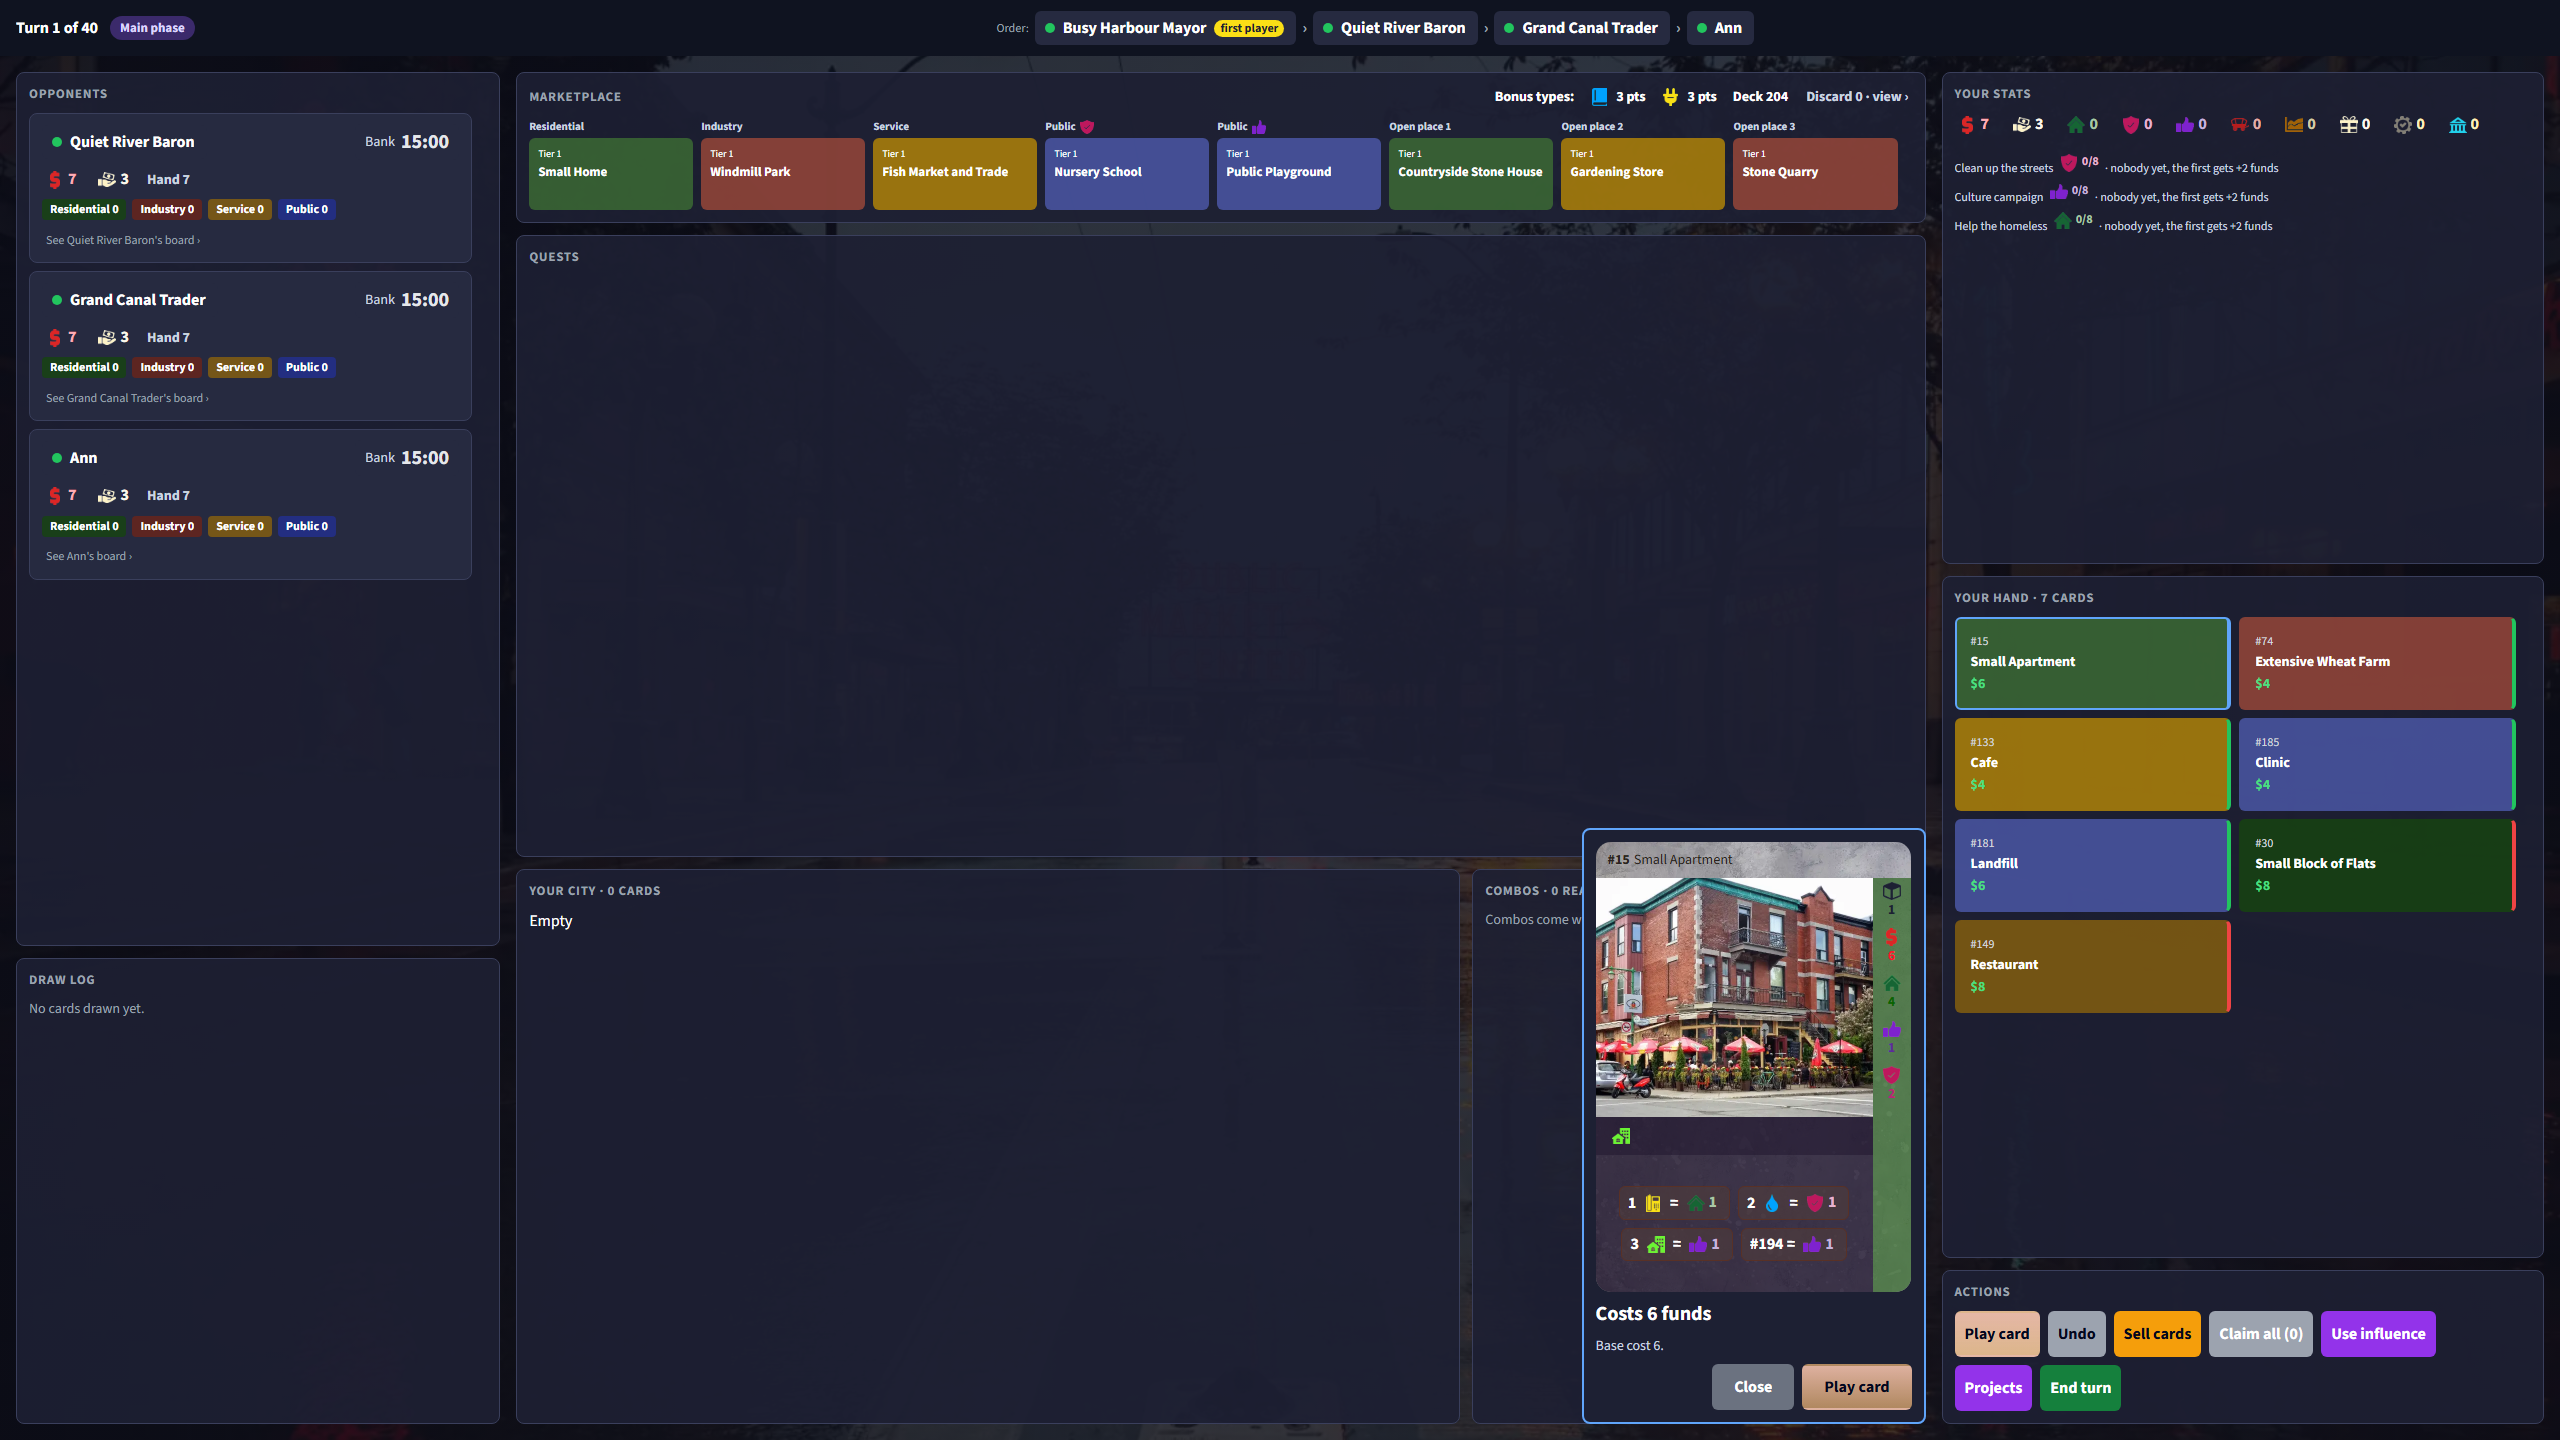 Turn 1 of 40 Main phase
Order: Busy Harbour Mayor first player › Quiet River Baron › Grand Canal Trader › Ann
OPPONENTS
Quiet River Baron Bank 15:00
7 3 Hand 7
Residential 0 Industry 0 Service 0 Public 0
See Quiet River Baron's board ›
Grand Canal Trader Bank 15:00
7 3 Hand 7
Residential 0 Industry 0 Service 0 Public 0
See Grand Canal Trader's board ›
Ann Bank 15:00
7 3 Hand 7
Residential 0 Industry 0 Service 0 Public 0
See Ann's board ›
DRAW LOG
No cards drawn yet.
MARKETPLACE Bonus types: 3 pts 3 pts Deck 204 Discard 0 · view ›
Residential Industry Service Public Public Open place 1 Open place 2 Open place 3
Tier 1 Tier 1 Tier 1 Tier 1 Tier 1 Tier 1 Tier 1 Tier 1
Small Home Windmill Park Fish Market and Trade Nursery School Public Playground Countryside Stone House Gardening Store Stone Quarry
QUESTS
YOUR CITY · 0 CARDS
Empty
COMBOS · 0 REA
Combos come w
#15 Small Apartment
1
6
4
1
2
1 = 1 2 = 1
3 = 1 #194 = 1
Costs 6 funds
Base cost 6.
Close Play card
YOUR STATS
7 3 0 0 0 0 0 0 0 0
Clean up the streets 0/8 · nobody yet, the first gets +2 funds
Culture campaign 0/8 · nobody yet, the first gets +2 funds
Help the homeless 0/8 · nobody yet, the first gets +2 funds
YOUR HAND · 7 CARDS
#15
Small Apartment
$6
#74
Extensive Wheat Farm
$4
#133
Cafe
$4
#185
Clinic
$4
#181
Landfill
$6
#30
Small Block of Flats
$8
#149
Restaurant
$8
ACTIONS
Play card Undo Sell cards Claim all (0) Use influence
Projects End turn